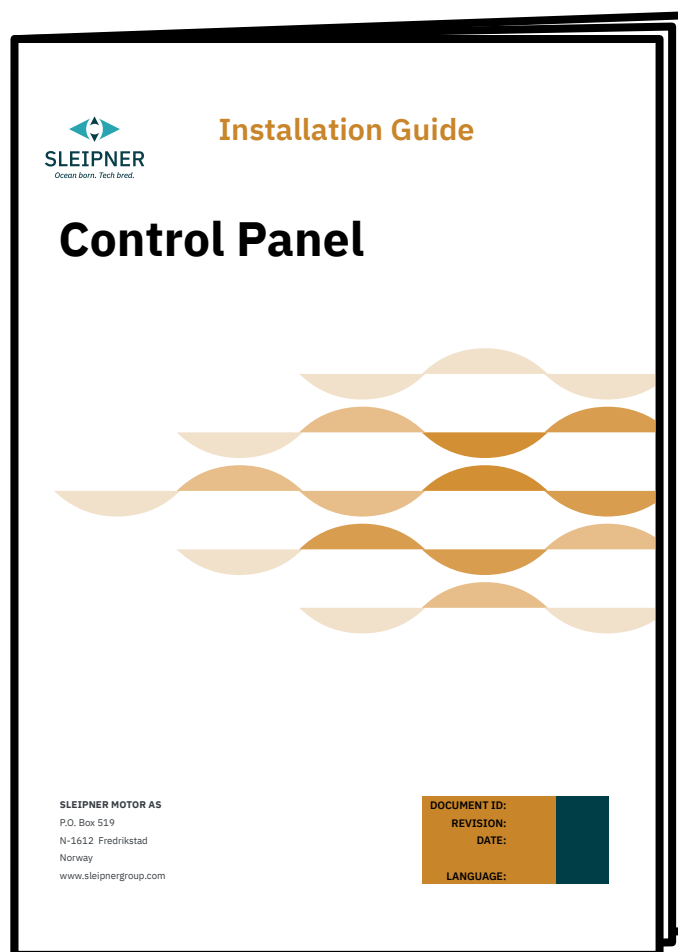 Installation Guide
SLEIPNER
Ocean born. Tech bred.
Control Panel
SLEIPNER MOTOR AS
P.O. Box 519
N-1612 Fredrikstad
Norway
www.sleipnergroup.com
DOCUMENT ID:
REVISION:
DATE:
LANGUAGE: